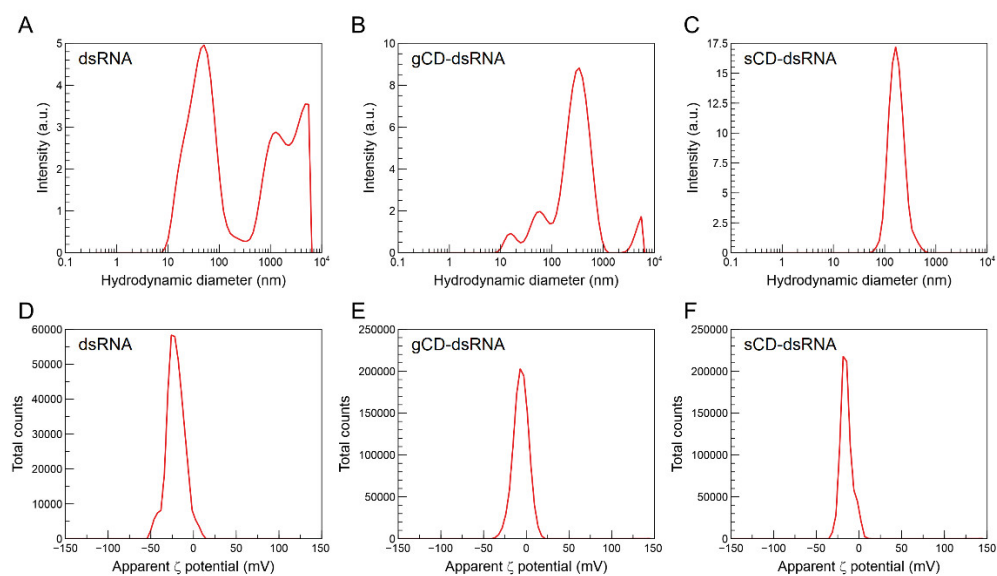 A
dsRNA
5
4
3
2
1
0
0.1 1 10 100 1000 10⁴
Intensity (a.u.)
Hydrodynamic diameter (nm)
B
gCD-dsRNA
10
8
6
4
2
0
0.1 1 10 100 1000 10⁴
Intensity (a.u.)
Hydrodynamic diameter (nm)
C
sCD-dsRNA
17.5
15
12.5
10
7.5
5
2.5
0
0.1 1 10 100 1000 10⁴
Intensity (a.u.)
Hydrodynamic diameter (nm)
D
dsRNA
60000
50000
40000
30000
20000
10000
0
−150 −100 −50 0 50 100 150
Total counts
Apparent ζ potential (mV)
E
gCD-dsRNA
250000
200000
150000
100000
50000
0
−150 −100 −50 0 50 100 150
Total counts
Apparent ζ potential (mV)
F
sCD-dsRNA
250000
200000
150000
100000
50000
0
−150 −100 −50 0 50 100 150
Total counts
Apparent ζ potential (mV)